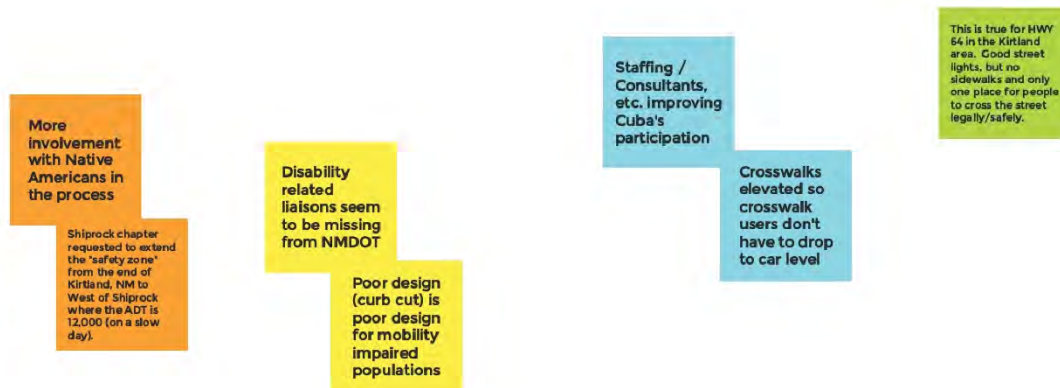 More
involvement
with Native
Americans in
the process
Shiprock chapter
requested to extend
the "safety zone"
from the end of
Kirtland, NM to
West of Shiprock
where the ADT is
12,000 (on a slow
day).
Disability
related
liaisons seem
to be missing
from NMDOT
Poor design
(curb cut) is
poor design
for mobility
impaired
populations
Staffing /
Consultants,
etc. improving
Cuba's
participation
Crosswalks
elevated so
crosswalk
users don't
have to drop
to car level
This is true for HWY
64 in the Kirtland
area. Good street
lights, but no
sidewalks and only
one place for people
to cross the street
legally/safely.